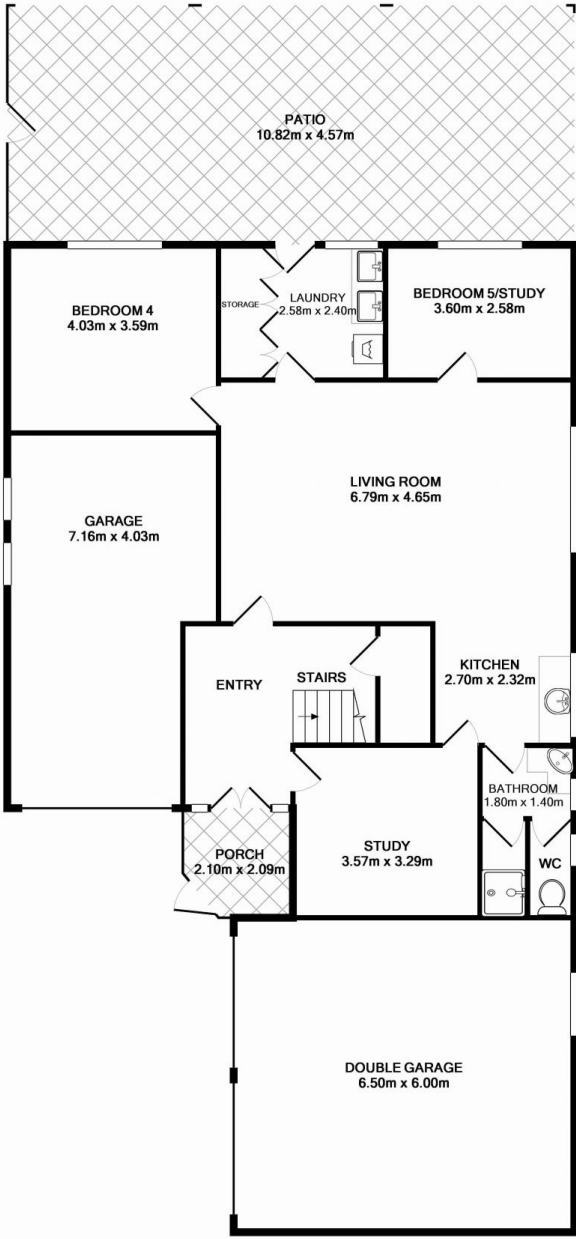 PATIO
10.82m x 4.57m
BEDROOM 4
4.03m x 3.59m
STORAGE
LAUNDRY
2.58m x 2.40m
BEDROOM 5/STUDY
3.60m x 2.58m
LIVING ROOM
6.79m x 4.65m
GARAGE
7.16m x 4.03m
KITCHEN
2.70m x 2.32m
ENTRY
STAIRS
BATHROOM
1.80m x 1.40m
STUDY
3.57m x 3.29m
WC
PORCH
2.10m x 2.09m
DOUBLE GARAGE
6.50m x 6.00m